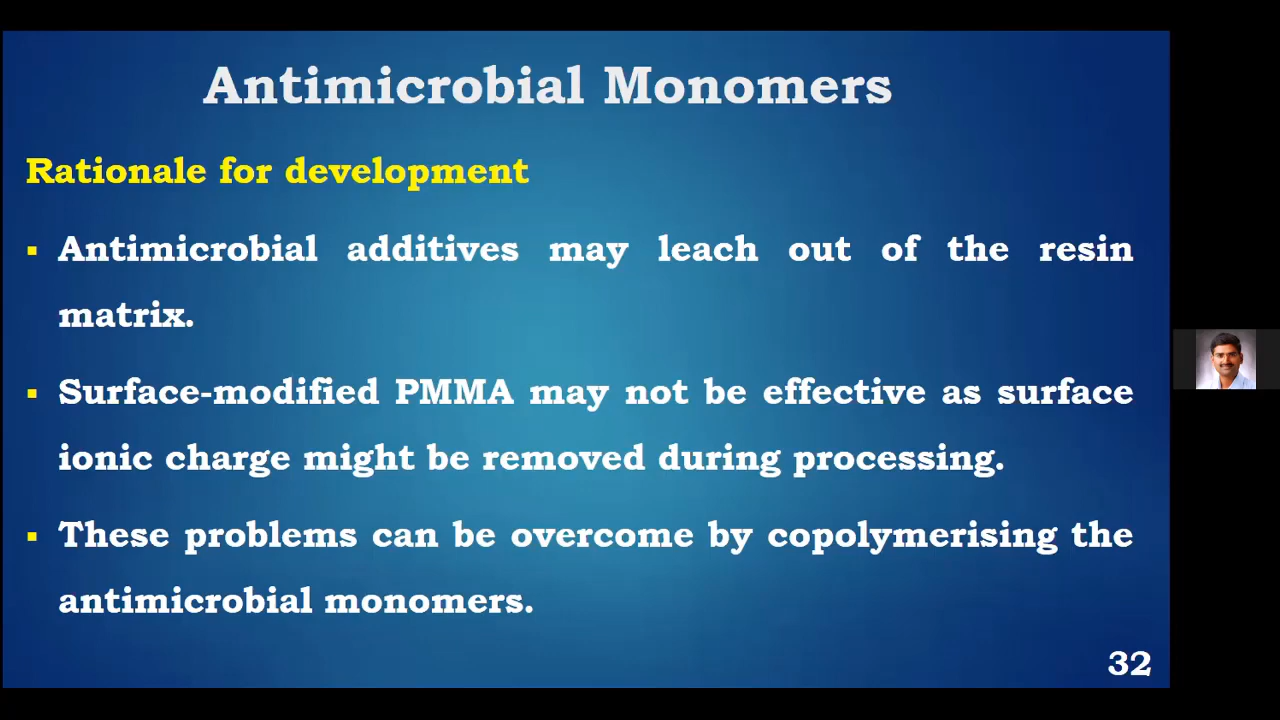 Antimicrobial Monomers
Rationale for development
▪ Antimicrobial additives may leach out of the resin
matrix.
▪ Surface-modified PMMA may not be effective as surface
ionic charge might be removed during processing.
▪ These problems can be overcome by copolymerising the
antimicrobial monomers.
32